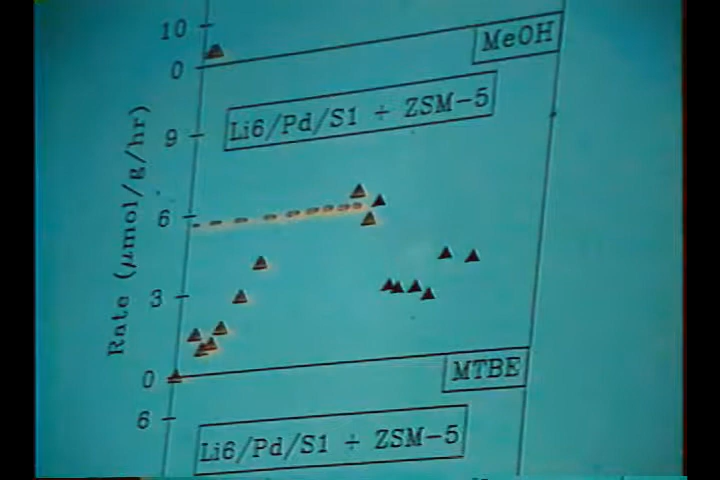 10
MeOH
0
Li6/Pd/S1 + ZSM-5
9
Rate (μmol/g/hr)
6
3
0
MTBE
6
Li6/Pd/S1 + ZSM-5